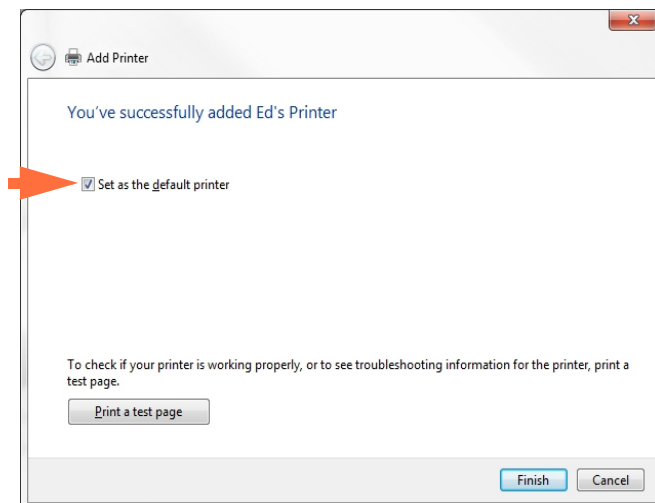 Add Printer
You've successfully added Ed's Printer
Set as the default printer
To check if your printer is working properly, or to see troubleshooting information for the printer, print a
test page.
Print a test page
Finish Cancel